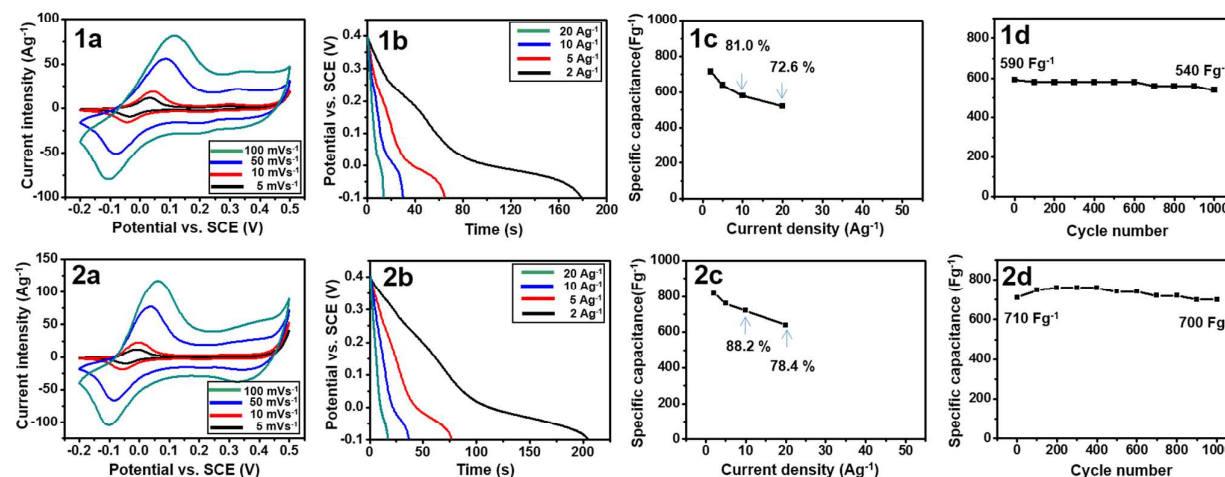 1a
100
50
0
-50
-100
Current intensity (Ag-1)
100 mVs-1
50 mVs-1
10 mVs-1
5 mVs-1
-0.2 -0.1 0.0 0.1 0.2 0.3 0.4 0.5
Potential vs. SCE (V)
1b
0.4
0.3
0.2
0.1
0.0
-0.1
Potential vs. SCE (V)
20 Ag-1
10 Ag-1
5 Ag-1
2 Ag-1
0 40 80 120 160 200
Time (s)
1c
1000
800
600
400
200
0
Specific capacitance(Fg-1)
81.0 %
72.6 %
0 10 20 30 40 50
Current density (Ag-1)
1d
800
600
400
200
0
590 Fg-1
540 Fg-
0 200 400 600 800 1000
Cycle number
2a
150
100
50
0
-50
-100
Current intensity (Ag-1)
100 mVs-1
50 mVs-1
10 mVs-1
5 mVs-1
-0.2 -0.1 0.0 0.1 0.2 0.3 0.4 0.5
Potential vs. SCE (V)
2b
0.4
0.3
0.2
0.1
0.0
-0.1
Potential vs. SCE (V)
20 Ag-1
10 Ag-1
5 Ag-1
2 Ag-1
0 50 100 150 200
Time (s)
2c
1000
800
600
400
200
0
Specific capacitance(Fg-1)
88.2 %
78.4 %
0 10 20 30 40 50
Current density (Ag-1)
2d
1000
800
600
400
200
0
Specific capacitance (Fg-1)
710 Fg-1
700 Fg-
0 200 400 600 800 100
Cycle number